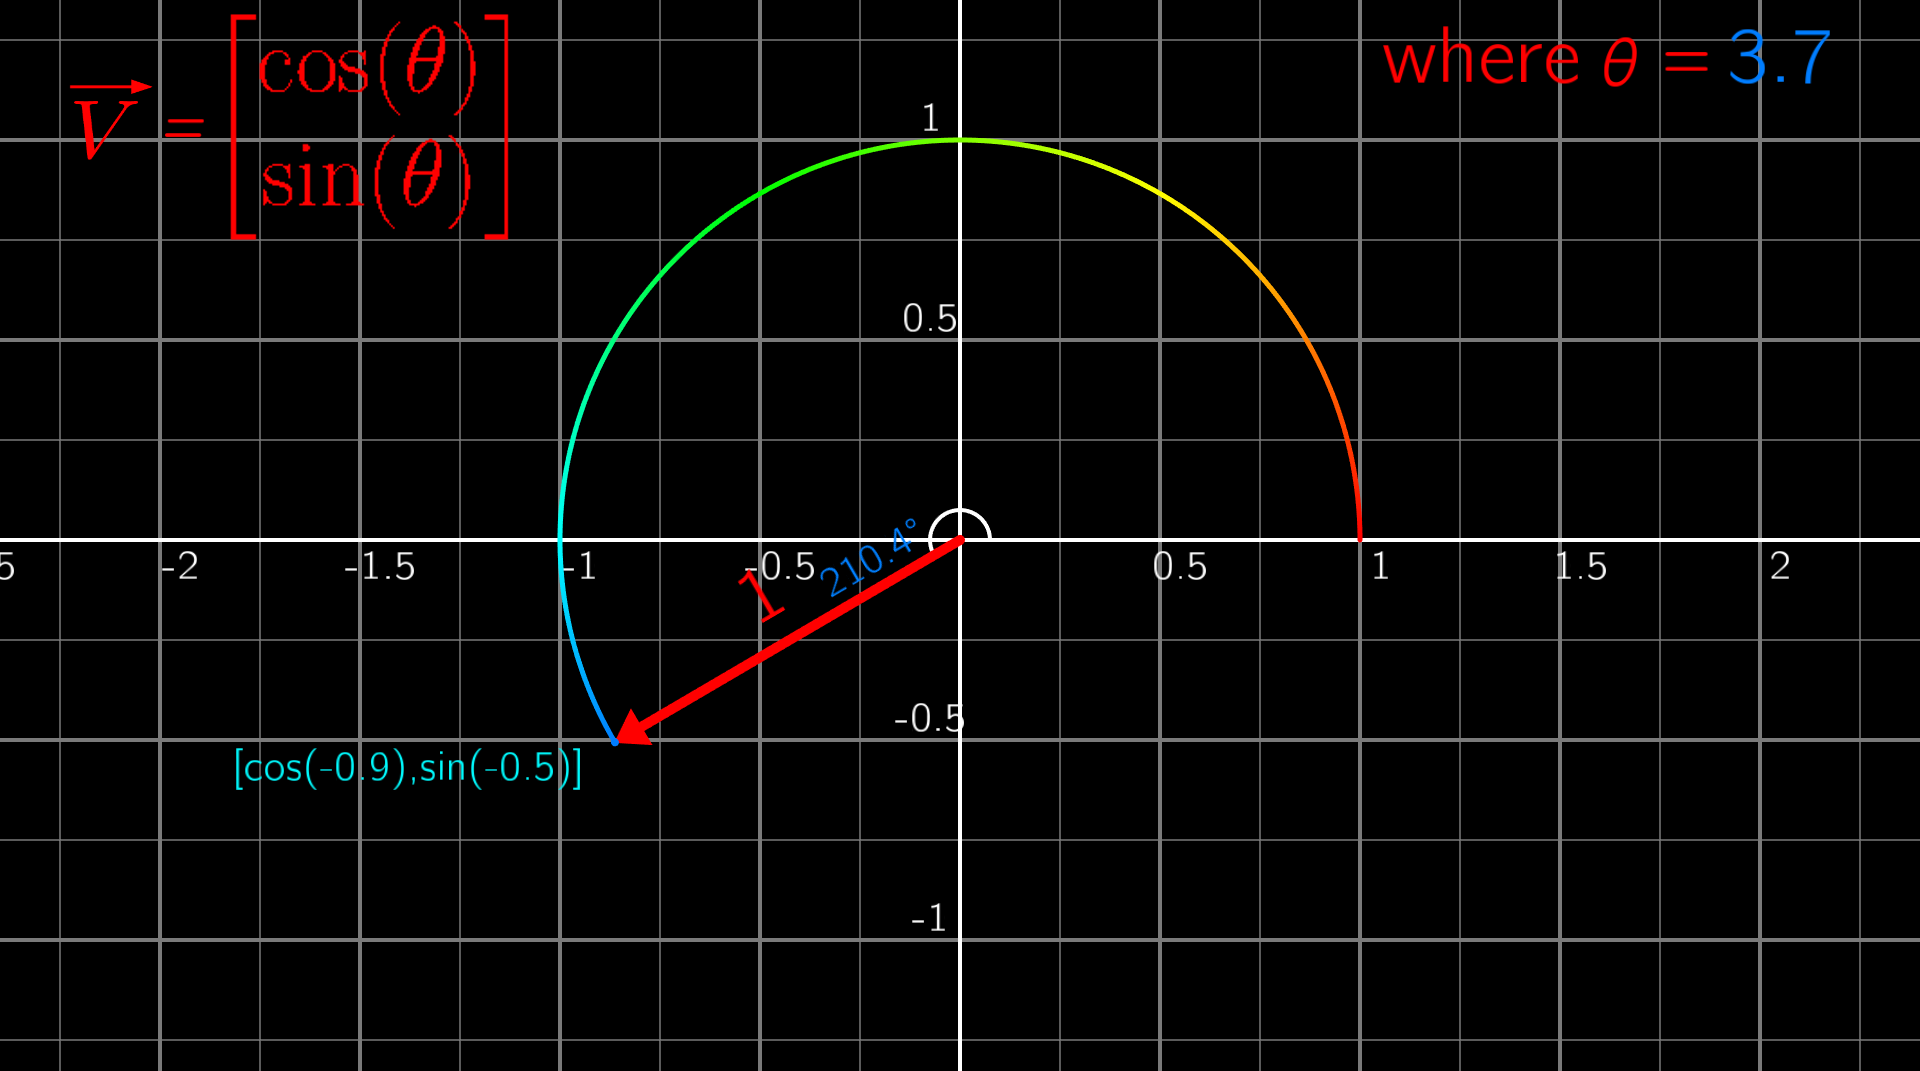 V = [cos(θ)
sin(θ)]
where θ = 3.7
1
0.5
210.4°
5 -2 -1.5 -1 -0.5 0.5 1 1.5 2
1
-0.5
[cos(-0.9),sin(-0.5)]
-1